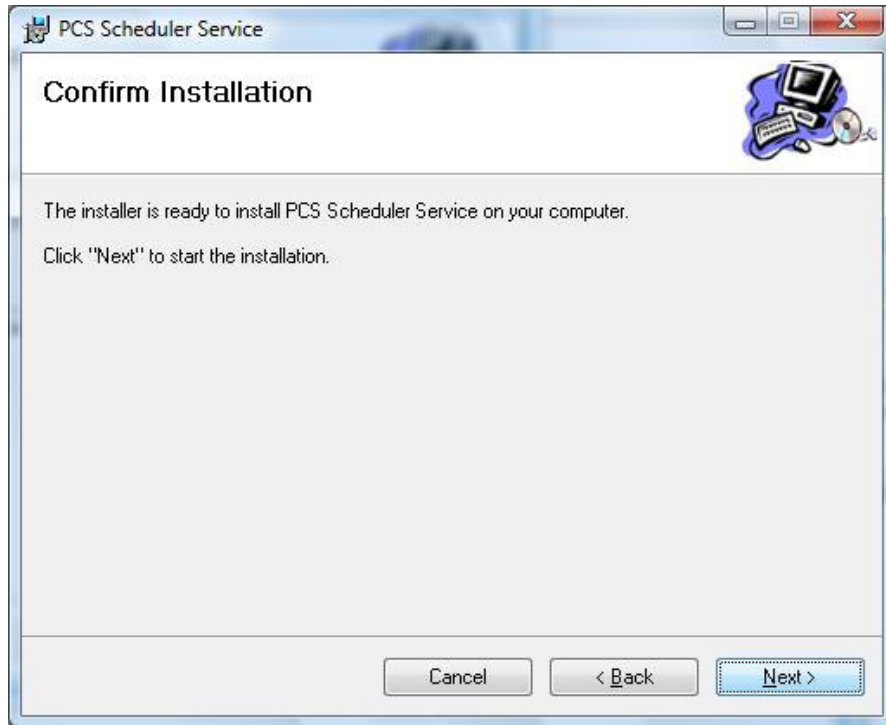 PCS Scheduler Service
Confirm Installation
The installer is ready to install PCS Scheduler Service on your computer.
Click "Next" to start the installation.
Cancel
< Back
Next >